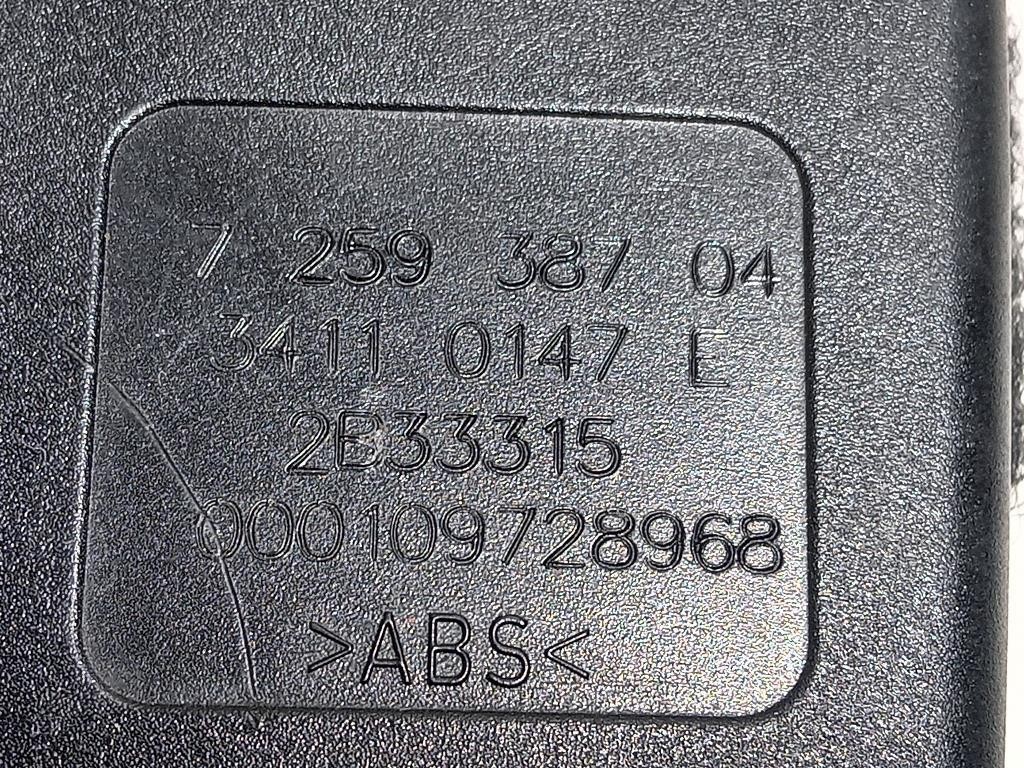 7 259 387 04
3411 0147 E
2B33315
000109728968
>ABS<